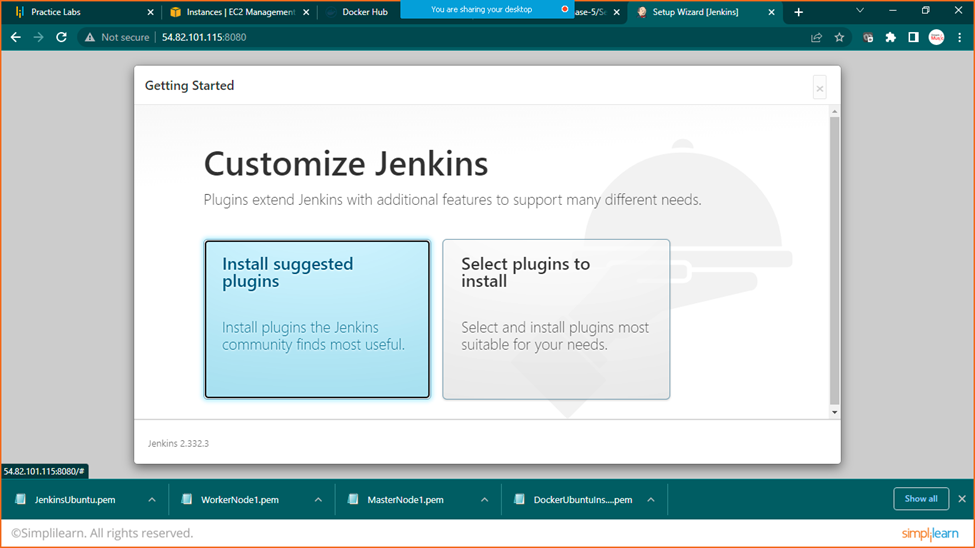 Practice Labs
Instances | EC2 Management
Docker Hub
You are sharing your desktop
ase-5/Se
Setup Wizard [Jenkins]
Not secure
54.82.101.115:8080
Getting Started
Customize Jenkins
Plugins extend Jenkins with additional features to support many different needs.
Install suggested
plugins
Install plugins the Jenkins
community finds most useful.
Select plugins to
install
Select and install plugins most
suitable for your needs.
Jenkins 2.332.3
54.82.101.115:8080/#
JenkinsUbuntu.pem
WorkerNode1.pem
MasterNode1.pem
DockerUbuntuIns....pem
Show all
©Simplilearn. All rights reserved.
simplilearn